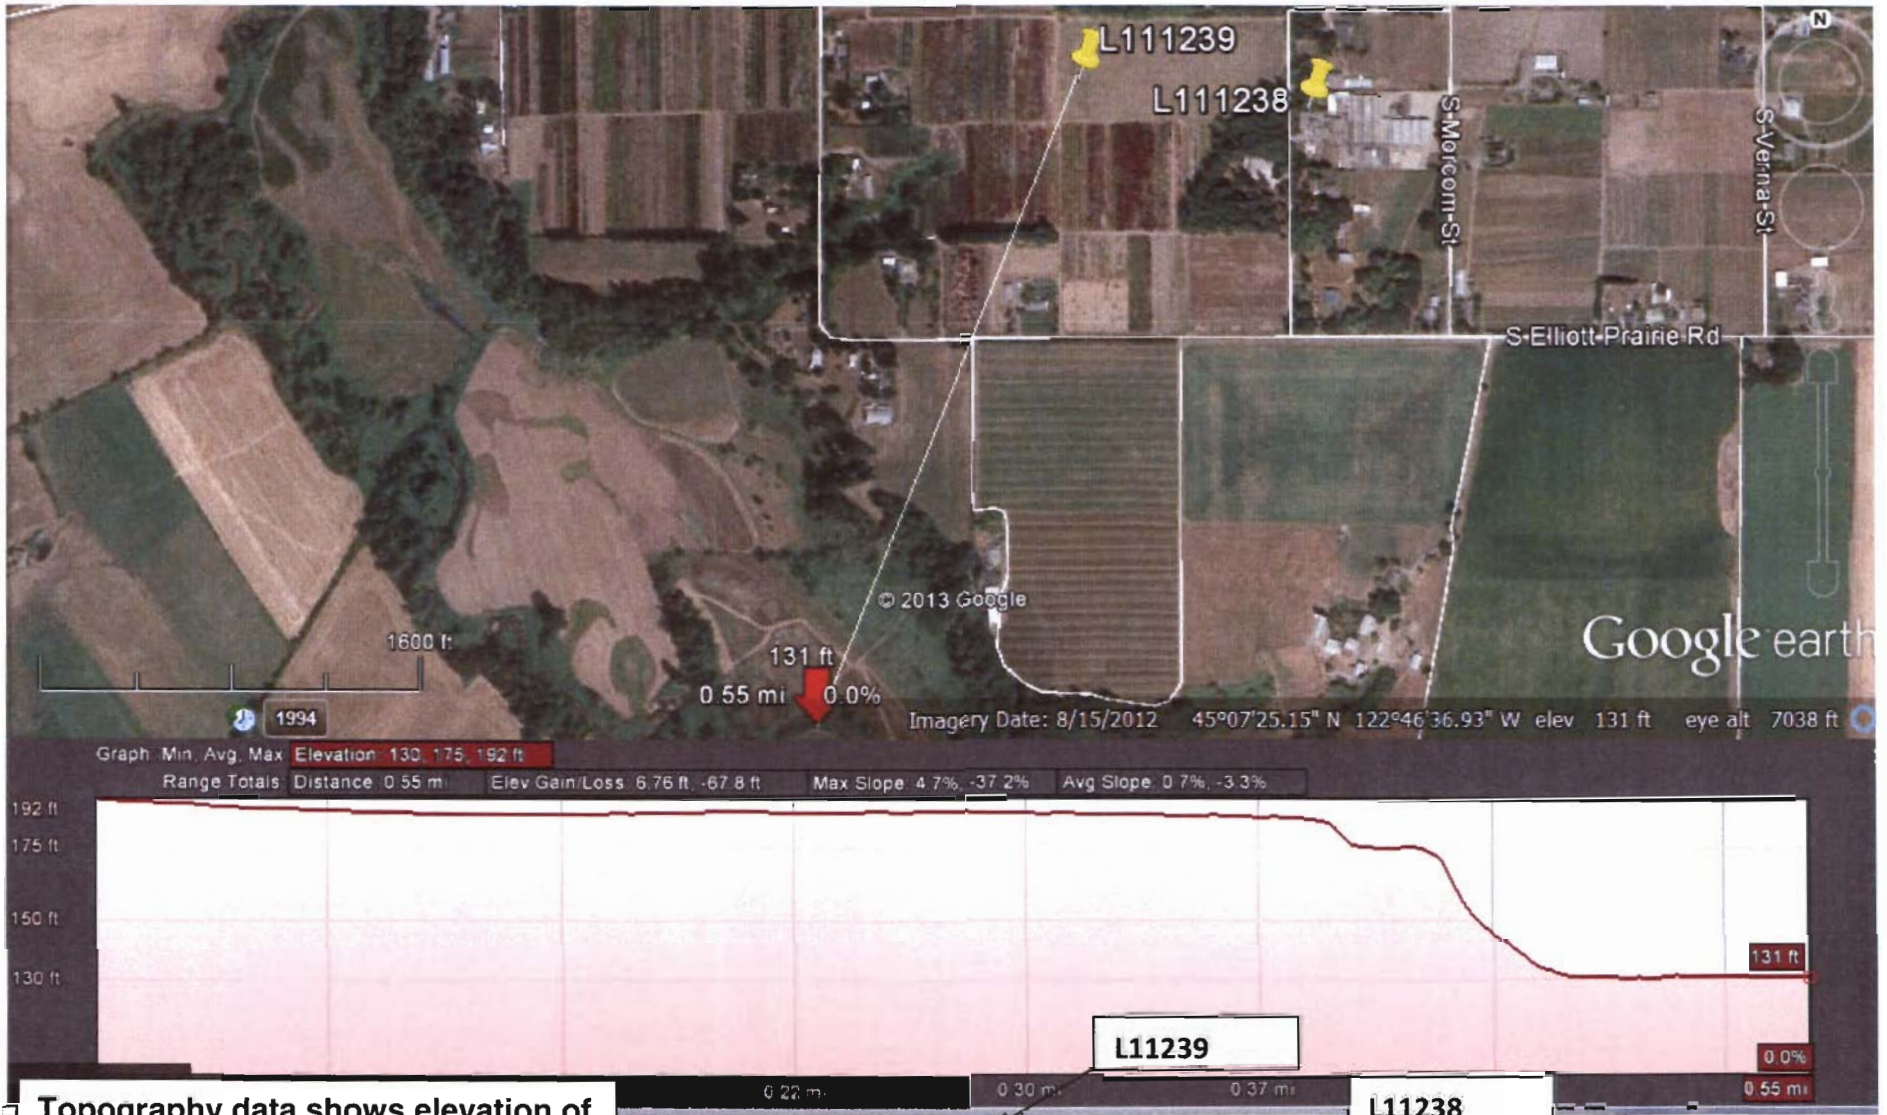 N
L111239
L111238
S Morcom St
S Verna St
S Elliott Prairie Rd
© 2013 Google
1600 ft
131 ft
0.55 mi 0.0%
Google earth
1994
Imagery Date: 8/15/2012 45°07'25.15" N 122°46'36.93" W elev 131 ft eye alt 7038 ft
Graph: Min, Avg, Max Elevation: 130, 175, 192 ft
Range Totals: Distance: 0.55 mi Elev Gain/Loss: 6.76 ft, -67.8 ft Max Slope: 4.7%, -37.2% Avg Slope: 0.7%, -3.3%
192 ft
175 ft
150 ft
130 ft
131 ft
L11239
0.0%
0.22 mi
0.30 mi
0.37 mi
0.55 mi
Topography data shows elevation of
L11238